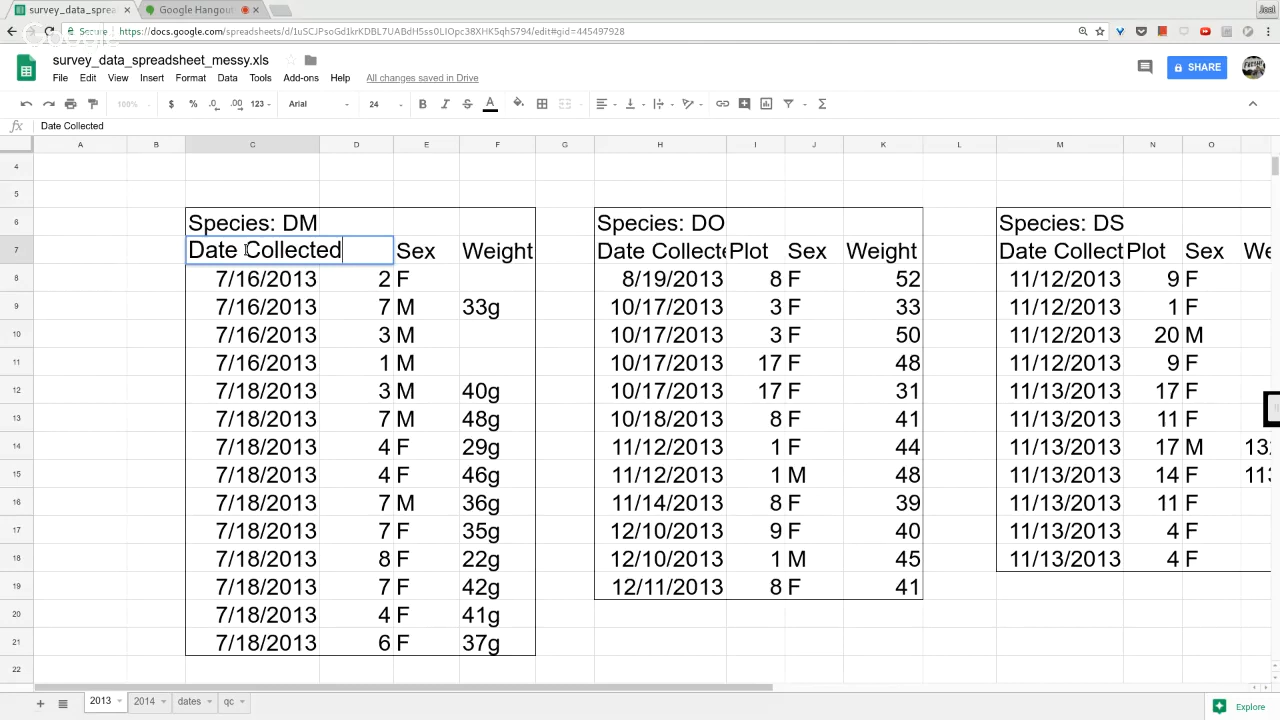 survey_data_sprea
Google Hangout
Jael
Secure https://docs.google.com/spreadsheets/d/1uSCJPsoGd1krKDBL7UABdH5ss0LIOpc38XHK5qhS794/edit#gid=445497928
Google
survey_data_spreadsheet_messy.xls
File Edit View Insert Format Data Tools Add-ons Help All changes saved in Drive
SHARE
100% $ % .0 .00 123 Arial 24 B I S A
fx Date Collected
A B C D E F G H I J K L M N O
4
5
6 Species: DM Species: DO Species: DS
7 Date Collected Sex Weight Date Collecte Plot Sex Weight Date Collect Plot Sex We
8 7/16/2013 2 F 8/19/2013 8 F 52 11/12/2013 9 F
9 7/16/2013 7 M 33g 10/17/2013 3 F 33 11/12/2013 1 F
10 7/16/2013 3 M 10/17/2013 3 F 50 11/12/2013 20 M
11 7/16/2013 1 M 10/17/2013 17 F 48 11/12/2013 9 F
12 7/18/2013 3 M 40g 10/17/2013 17 F 31 11/13/2013 17 F
13 7/18/2013 7 M 48g 10/18/2013 8 F 41 11/13/2013 11 F
14 7/18/2013 4 F 29g 11/12/2013 1 F 44 11/13/2013 17 M 132
15 7/18/2013 4 F 46g 11/12/2013 1 M 48 11/13/2013 14 F 113
16 7/18/2013 7 M 36g 11/14/2013 8 F 39 11/13/2013 11 F
17 7/18/2013 7 F 35g 12/10/2013 9 F 40 11/13/2013 4 F
18 7/18/2013 8 F 22g 12/10/2013 1 M 45 11/13/2013 4 F
19 7/18/2013 7 F 42g 12/11/2013 8 F 41
20 7/18/2013 4 F 41g
21 7/18/2013 6 F 37g
22
2013 2014 dates qc Explore